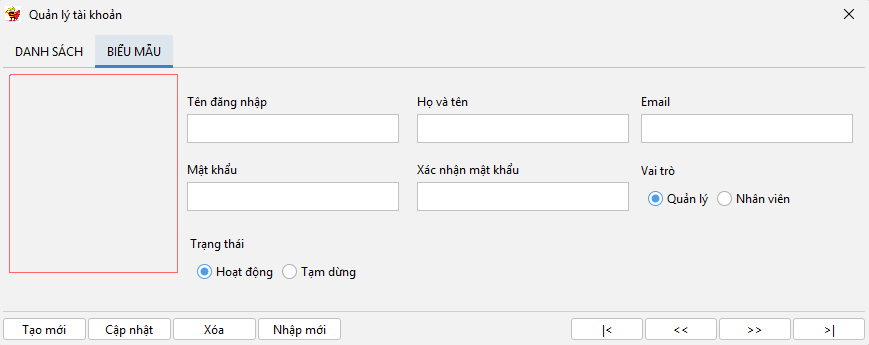 Quản lý tài khoản
DANH SÁCH BIỂU MẪU
Tên đăng nhập Họ và tên Email
Mật khẩu Xác nhận mật khẩu Vai trò
Quản lý Nhân viên
Trạng thái
Hoạt động Tạm dừng
Tạo mới Cập nhật Xóa Nhập mới |< << >> >|